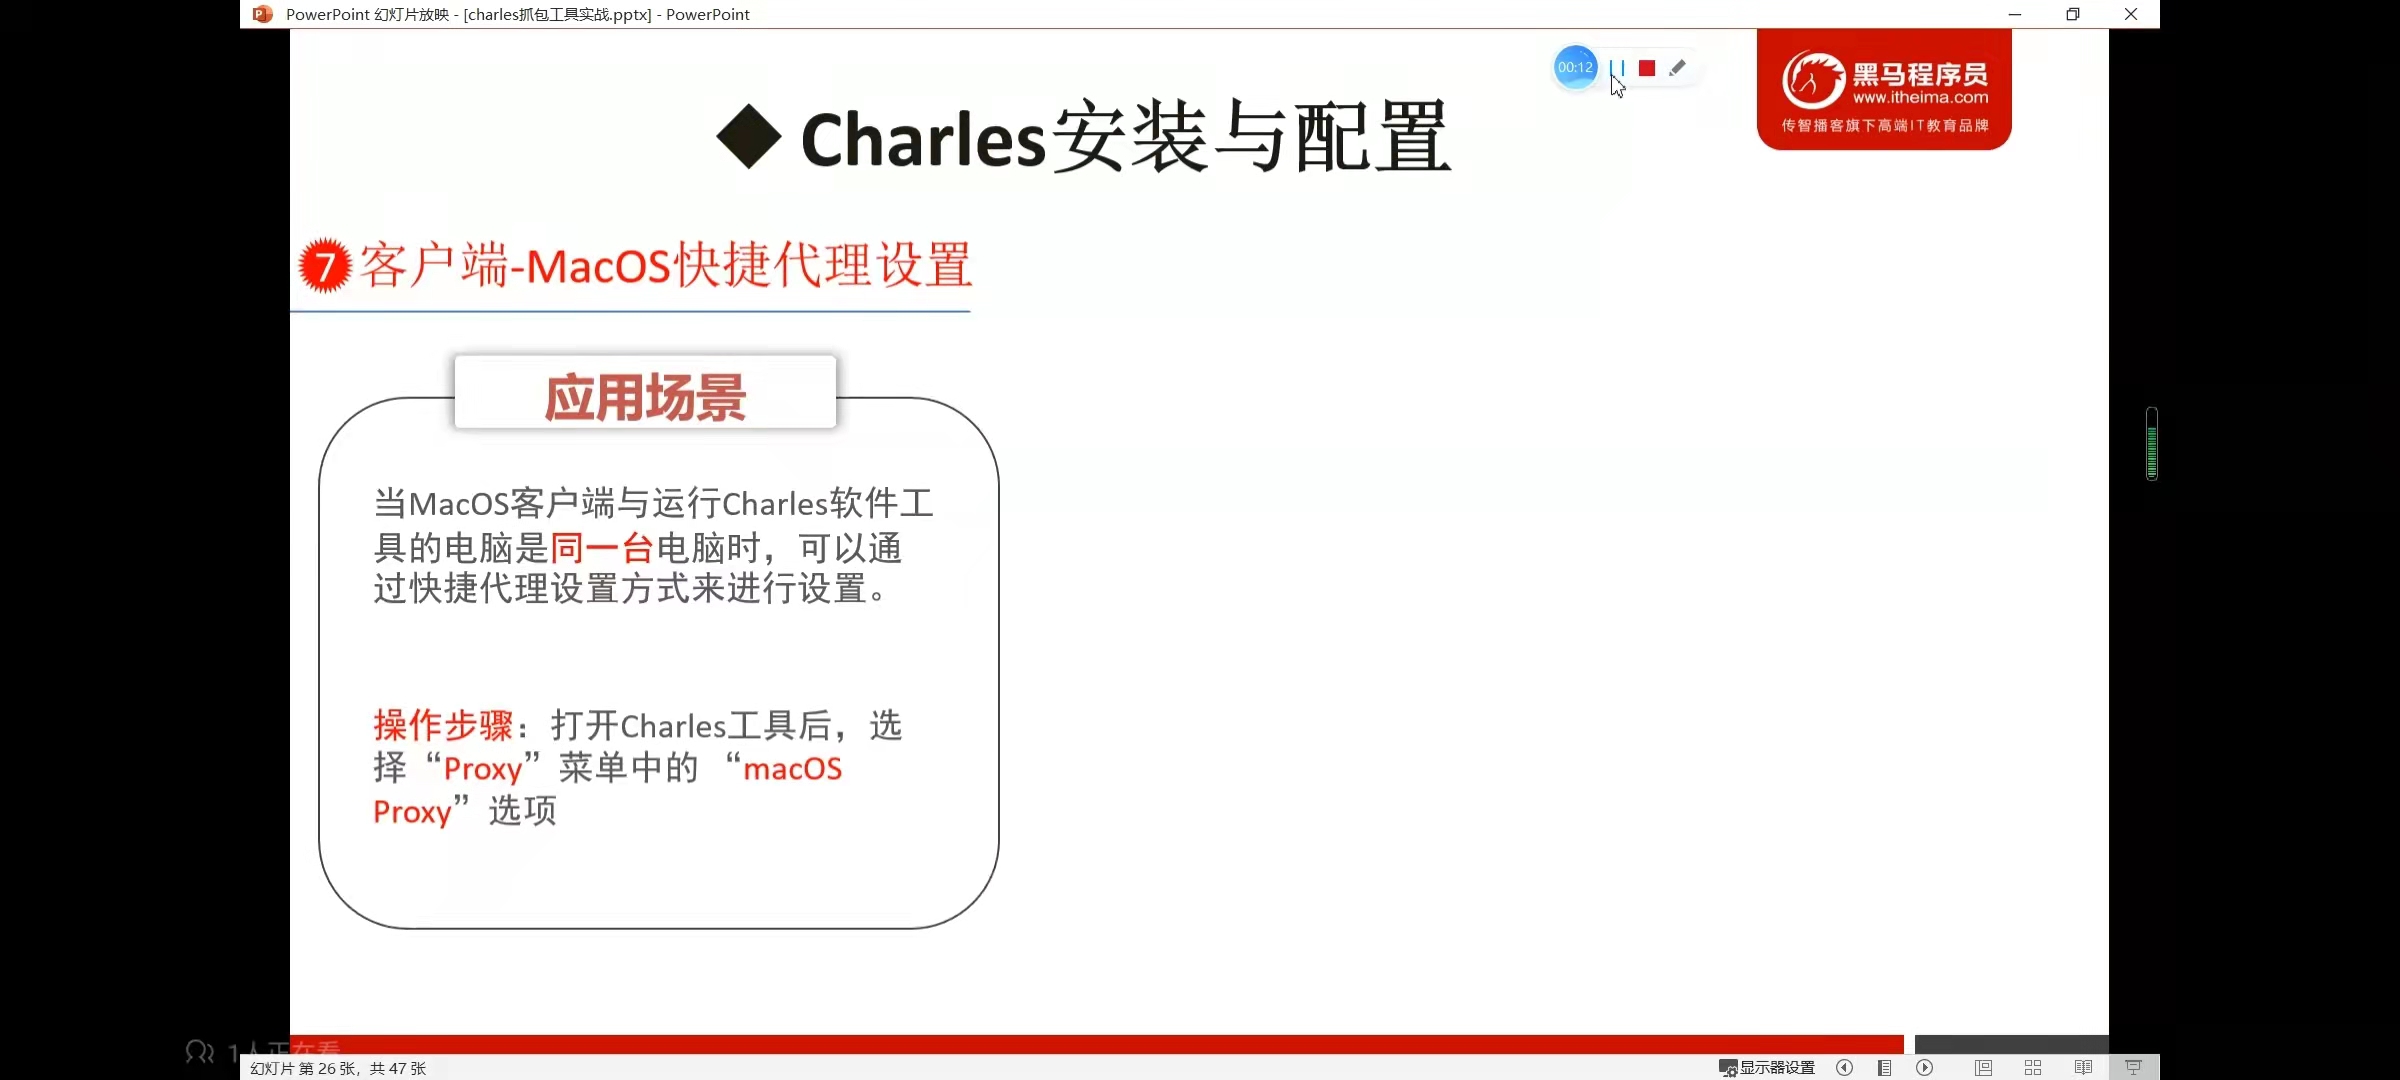 PowerPoint 幻灯片放映 - [charles抓包工具实战.pptx] - PowerPoint
00:12
黑马程序员
www.itheima.com
传智播客旗下高端IT教育品牌
◆ Charles安装与配置
7 客户端-MacOS快捷代理设置
应用场景
当MacOS客户端与运行Charles软件工
具的电脑是同一台电脑时，可以通
过快捷代理设置方式来进行设置。
操作步骤：打开Charles工具后，选
择“Proxy”菜单中的 “macOS
Proxy”选项
1人正在看
幻灯片 第 26 张，共 47 张
显示器设置